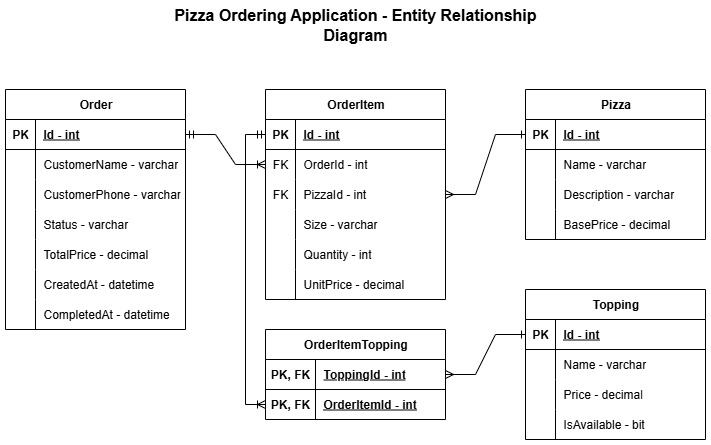 Pizza Ordering Application - Entity Relationship
Diagram
Order
PK Id - int
CustomerName - varchar
CustomerPhone - varchar
Status - varchar
TotalPrice - decimal
CreatedAt - datetime
CompletedAt - datetime
OrderItem
PK Id - int
FK OrderId - int
FK PizzaId - int
Size - varchar
Quantity - int
UnitPrice - decimal
Pizza
PK Id - int
Name - varchar
Description - varchar
BasePrice - decimal
OrderItemTopping
PK, FK ToppingId - int
PK, FK OrderItemId - int
Topping
PK Id - int
Name - varchar
Price - decimal
IsAvailable - bit